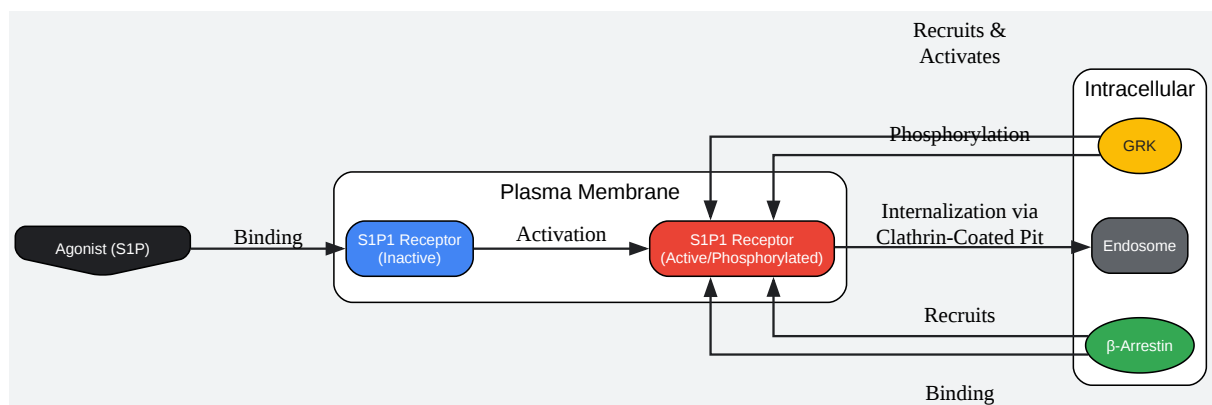 Recruits &
Activates
Intracellular
Phosphorylation
GRK
Plasma Membrane
Agonist (S1P)
Binding
S1P1 Receptor
(Inactive)
Activation
S1P1 Receptor
(Active/Phosphorylated)
Internalization via
Clathrin-Coated Pit
Endosome
Recruits
β-Arrestin
Binding